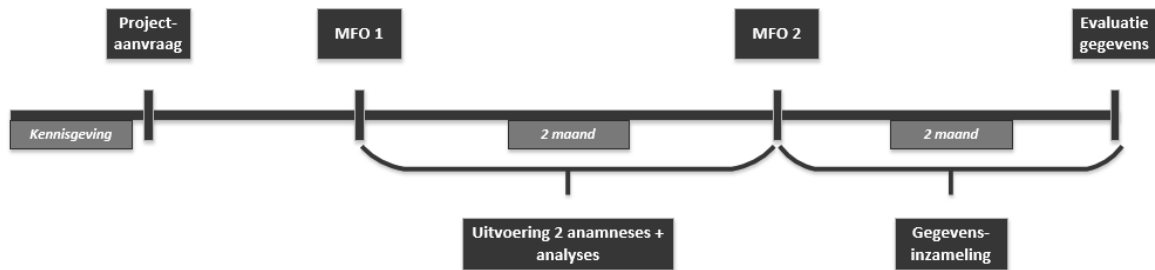 Project-
aanvraag
MFO 1
MFO 2
Evaluatie
gegevens
Kennisgeving
2 maand
2 maand
Uitvoering 2 anamneses +
analyses
Gegevens-
inzameling